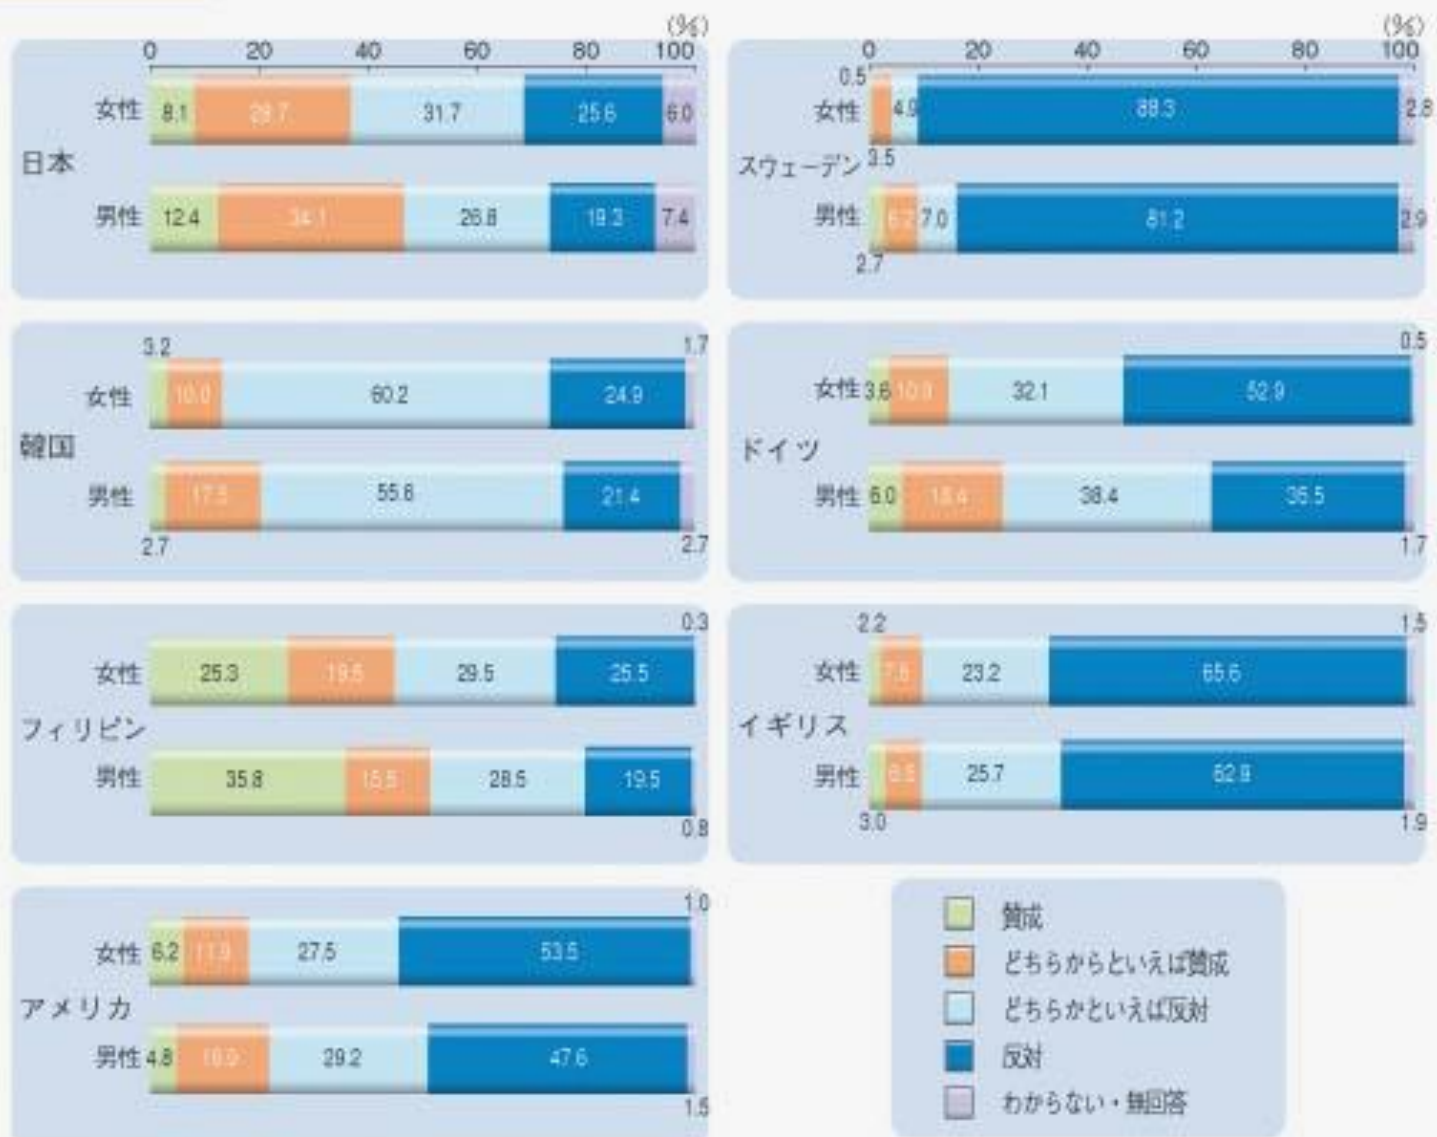 (%)
0 20 40 60 80 100
日本
女性 8.1 28.7 31.7 25.6 6.0
男性 12.4 34.1 26.8 19.3 7.4
韓国
3.2 1.7
女性 10.0 60.2 24.9
男性 17.5 55.6 21.4
2.7 2.7
フィリピン
0.3
女性 25.3 19.5 29.5 25.5
男性 35.8 15.5 28.5 19.5
0.8
アメリカ
1.0
女性 6.2 11.9 27.5 53.5
男性 4.8 16.9 29.2 47.6
1.5
(%)
0 20 40 60 80 100
スウェーデン
0.5
女性 4.9 88.3 2.8
3.5
男性 6.2 7.0 81.2 2.9
2.7
ドイツ
0.5
女性 3.6 10.9 32.1 52.9
男性 6.0 18.4 38.4 35.5
1.7
イギリス
2.2 1.5
女性 7.5 23.2 65.6
男性 6.5 25.7 62.9
3.0 1.9
賛成
どちらからといえば賛成
どちらかといえば反対
反対
わからない・無回答